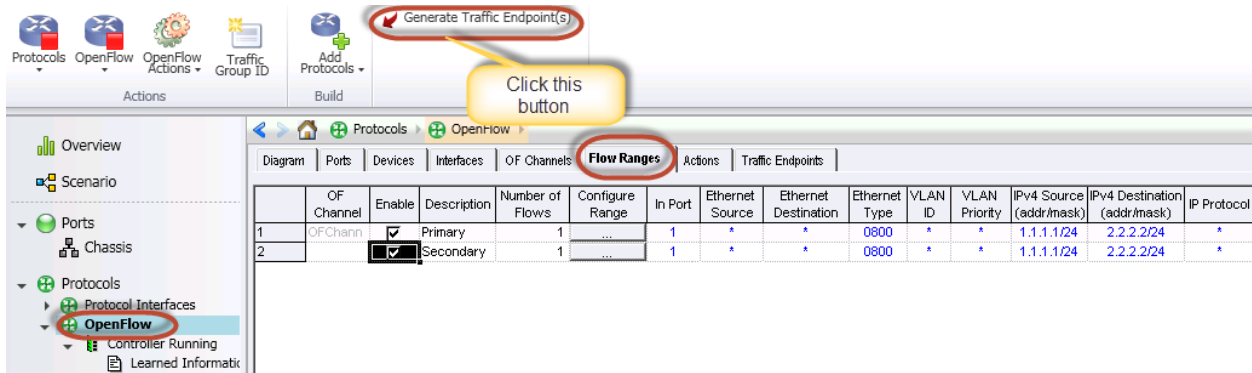 Generate Traffic Endpoint(s)
Protocols OpenFlow OpenFlow Actions Traffic Group ID Add Protocols
Actions Build
Click this
button
Overview
Scenario
Ports
Chassis
Protocols
Protocol Interfaces
OpenFlow
Controller Running
Learned Informatic
Protocols OpenFlow
Diagram Ports Devices Interfaces OF Channels Flow Ranges Actions Traffic Endpoints
OF Channel Enable Description Number of Flows Configure Range In Port Ethernet Source Ethernet Destination Ethernet Type VLAN ID VLAN Priority IPv4 Source (addr/mask) IPv4 Destination (addr/mask) IP Protocol
1 OFChann Primary 1 ... 1 * * 0800 * * 1.1.1.1/24 2.2.2.2/24 *
2 Secondary 1 ... 1 * * 0800 * * 1.1.1.1/24 2.2.2.2/24 *